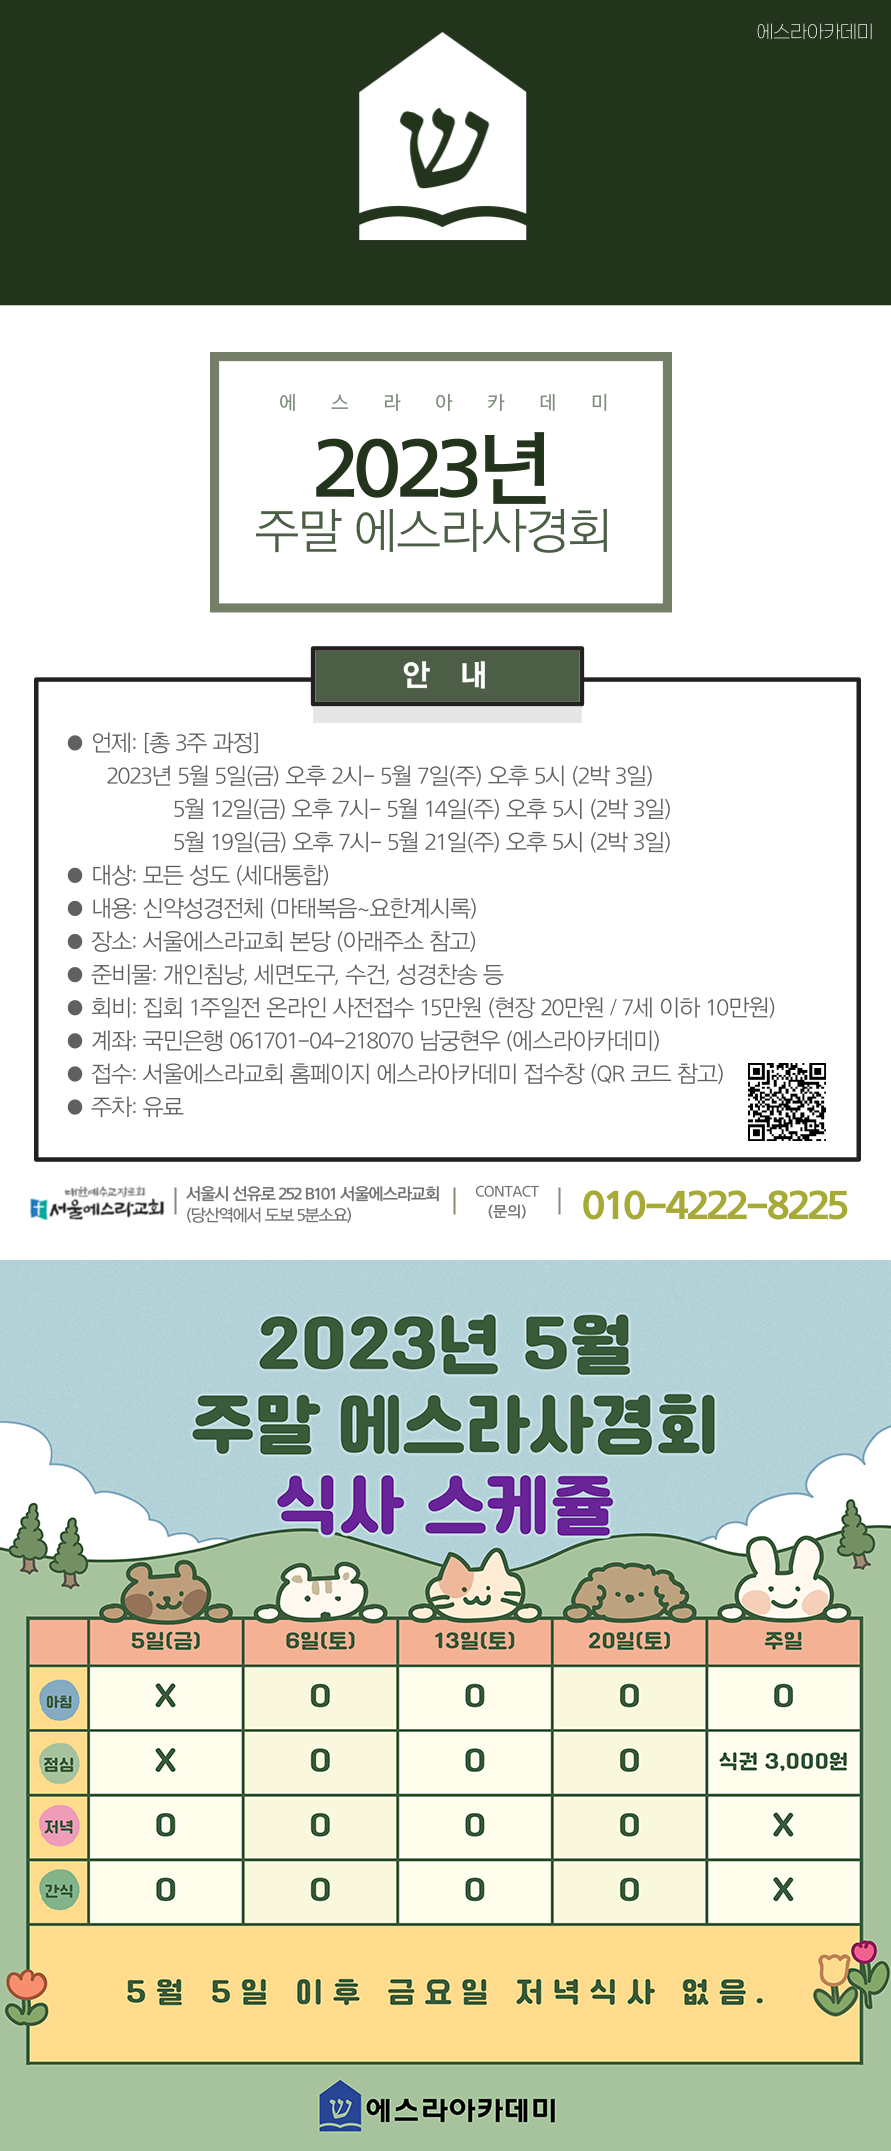 에스라아카데미
ש
에스라아카데미
2023년
주말 에스라사경회
안 내
● 언제: [총 3주 과정]
2023년 5월 5일(금) 오후 2시- 5월 7일(주) 오후 5시 (2박 3일)
5월 12일(금) 오후 7시- 5월 14일(주) 오후 5시 (2박 3일)
5월 19일(금) 오후 7시- 5월 21일(주) 오후 5시 (2박 3일)
● 대상: 모든 성도 (세대통합)
● 내용: 신약성경전체 (마태복음~요한계시록)
● 장소: 서울에스라교회 본당 (아래주소 참고)
● 준비물: 개인침낭, 세면도구, 수건, 성경찬송 등
● 회비: 집회 1주일전 온라인 사전접수 15만원 (현장 20만원 / 7세 이하 10만원)
● 계좌: 국민은행 061701-04-218070 남궁현우 (에스라아카데미)
● 접수: 서울에스라교회 홈페이지 에스라아카데미 접수창 (QR 코드 참고)
● 주차: 유료
대한예수교장로회
서울에스라교회
서울시 선유로 252 B101 서울에스라교회
(당산역에서 도보 5분소요)
CONTACT
(문의)
010-4222-8225
2023년 5월
주말 에스라사경회
식사 스케쥴
5일(금) 6일(토) 13일(토) 20일(토) 주일
아침 X O O O O
점심 X O O O 식권 3,000원
저녁 O O O O X
간식 O O O O X
5월 5일 이후 금요일 저녁식사 없음.
ש 에스라아카데미